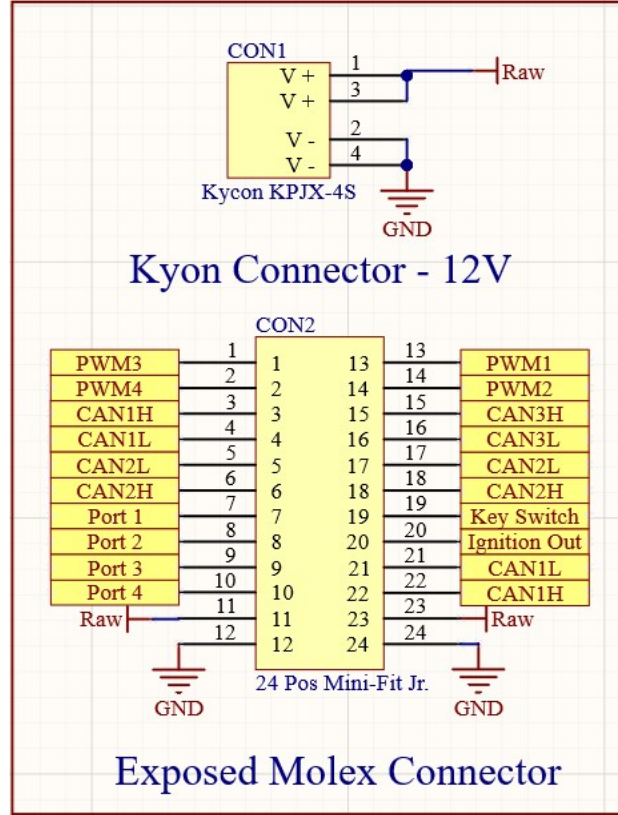 CON1
V + 1 Raw
V + 3
V - 2
V - 4
Kycon KPJX-4S
GND
Kyon Connector - 12V
CON2
PWM3 1 1 13 13 PWM1
PWM4 2 2 14 14 PWM2
CAN1H 3 3 15 15 CAN3H
CAN1L 4 4 16 16 CAN3L
CAN2L 5 5 17 17 CAN2L
CAN2H 6 6 18 18 CAN2H
Port 1 7 7 19 19 Key Switch
Port 2 8 8 20 20 Ignition Out
Port 3 9 9 21 21 CAN1L
Port 4 10 10 22 22 CAN1H
Raw 11 11 23 23 Raw
12 12 24 24
24 Pos Mini-Fit Jr.
GND GND
Exposed Molex Connector